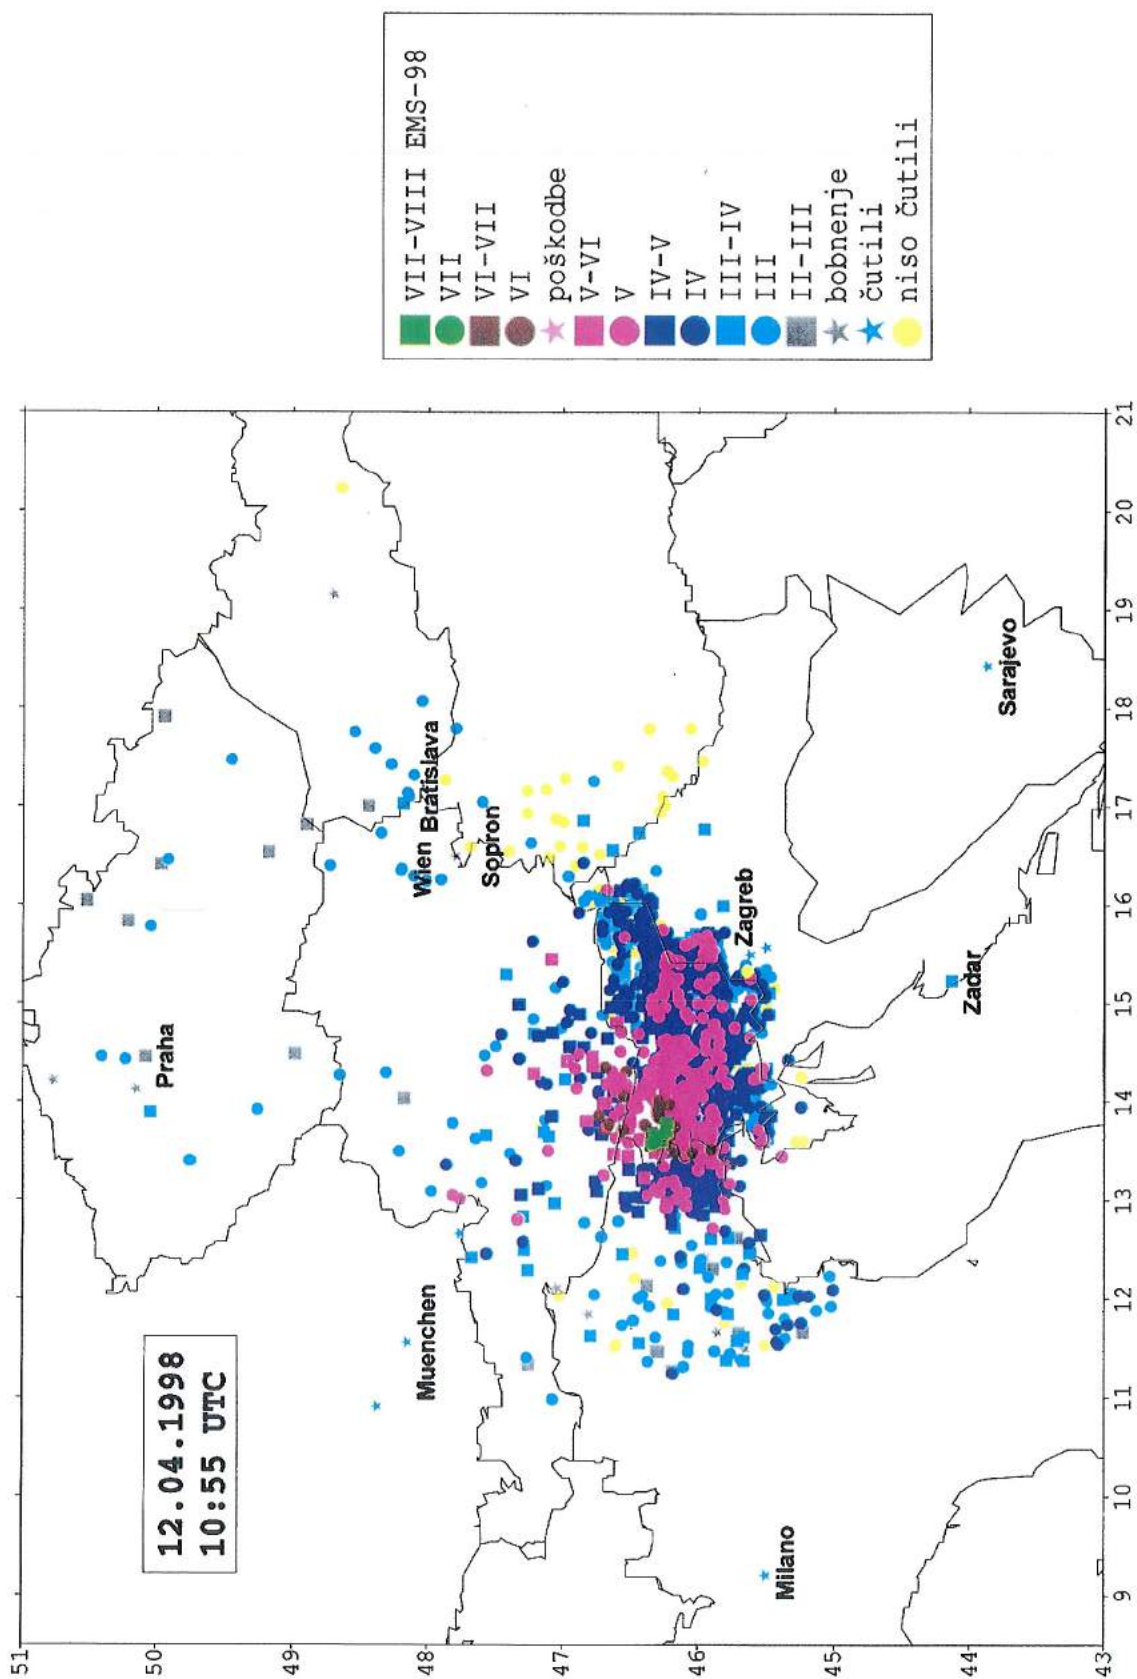 12.04.1998
10:55 UTC
VII-VIII EMS-98
VII
VI-VII
VI
poškodbe
V-VI
V
IV-V
IV
III-IV
III
II-III
bobnenje
čutili
niso čutili
Praha
Wien
Bratislava
Muenchen
Sopron
Zagreb
Sarajevo
Zadar
Milano
51
50
49
48
47
46
45
44
43
9
10
11
12
13
14
15
16
17
18
19
20
21